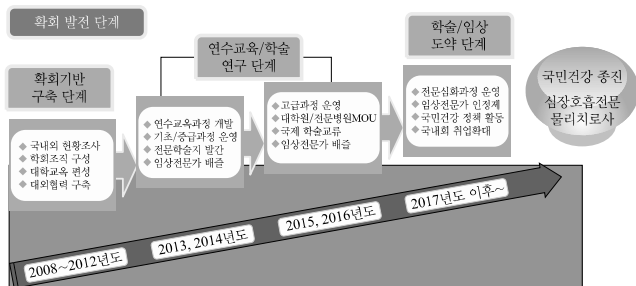 확회 발전 단계
확회기반
구축 단계
국내외 현황조사
학회조직 구성
대학교육 편성
대외협력 구축
연수교육/학술
연구 단계
연수교육과정 개발
기초/중급과정 운영
전문학술지 발간
임상전문가 배출
고급과정 운영
대학원/전문병원MOU
국제 학술교류
임상전문가 배출
학술/임상
도약 단계
전문심화과정 운영
임상전문가 인정제
국민건강 정책 활동
국내회 취업확대
국민건강 증진
심장호흡전문
물리치료사
2008~2012년도
2013, 2014년도
2015, 2016년도
2017년도 이후~